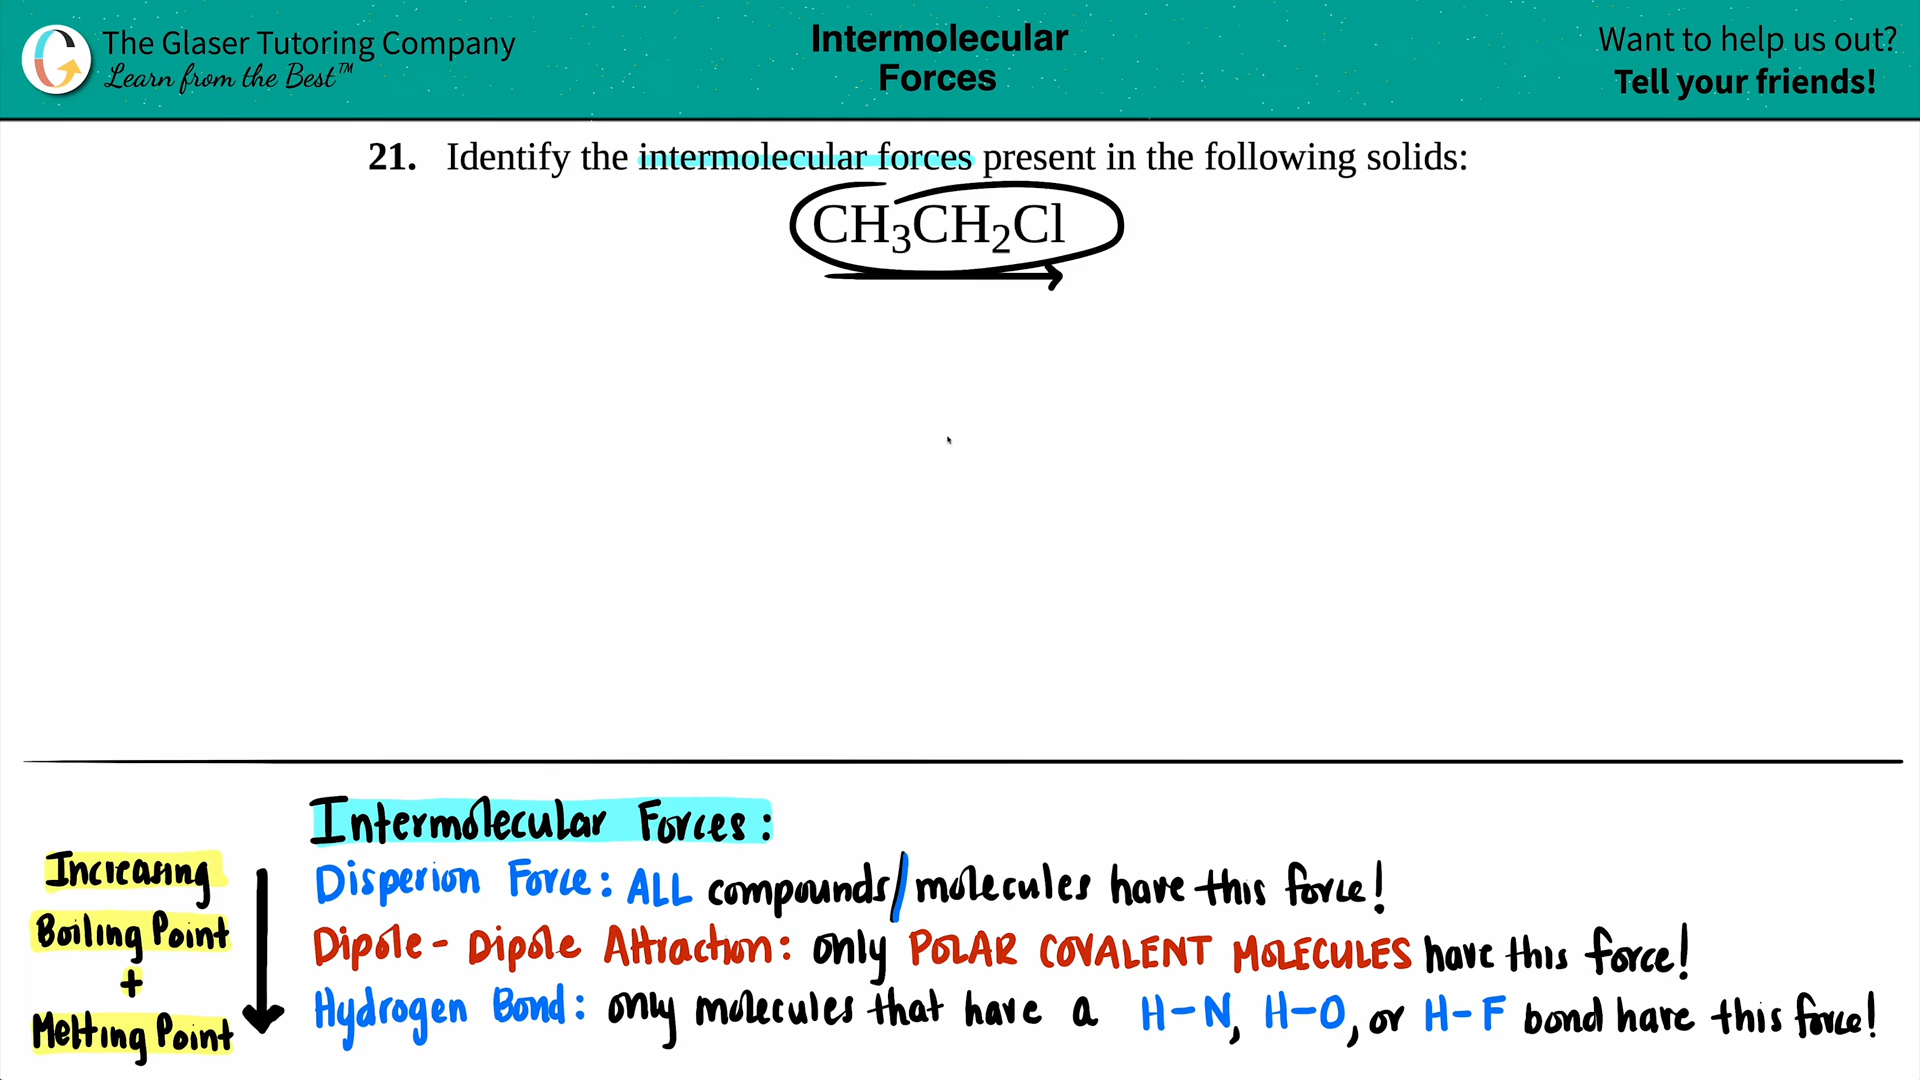 The Glaser Tutoring Company
Learn from the Best™
Intermolecular
Forces
Want to help us out?
Tell your friends!
21. Identify the intermolecular forces present in the following solids:
CH₃CH₂Cl
Intermolecular Forces:
Increasing
Boiling Point
+
Melting Point
Disperion Force: ALL compounds/molecules have this force!
Dipole-Dipole Attraction: only POLAR COVALENT MOLECULES have this force!
Hydrogen Bond: only molecules that have a H-N, H-O, or H-F bond have this force!